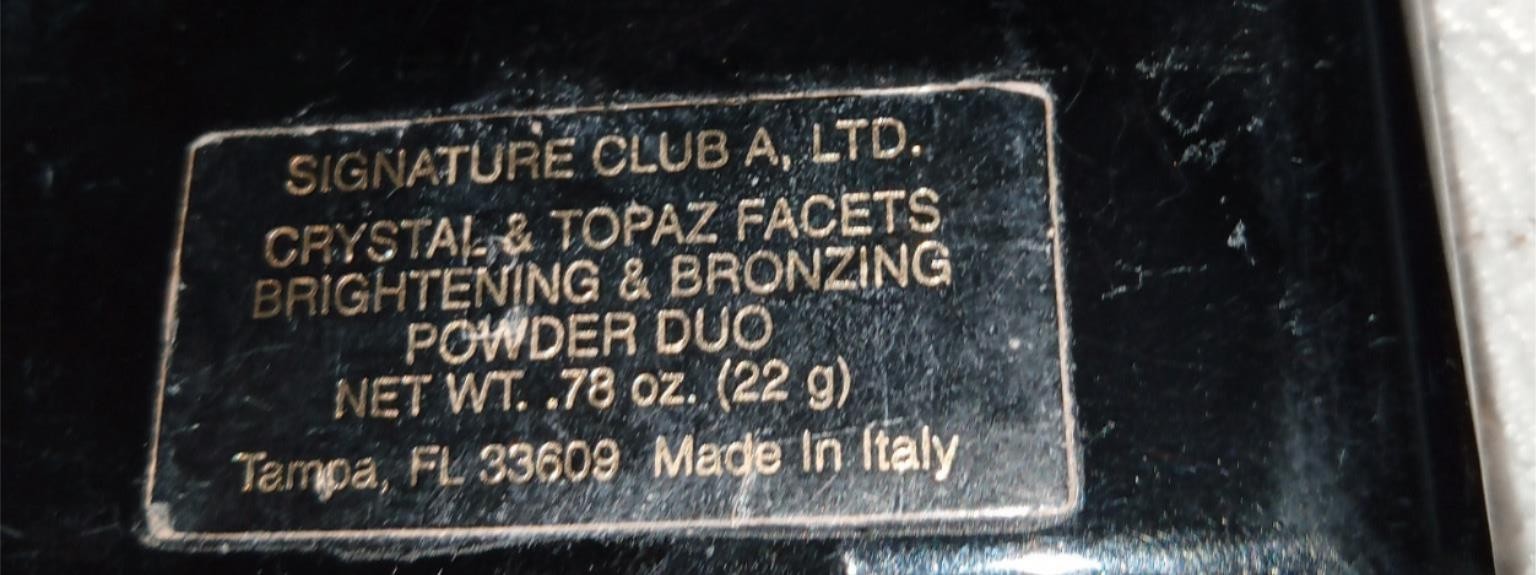 SIGNATURE CLUB A, LTD.
CRYSTAL & TOPAZ FACETS
BRIGHTENING & BRONZING
POWDER DUO
NET WT. .78 oz. (22 g)
Tampa, FL 33609 Made In Italy